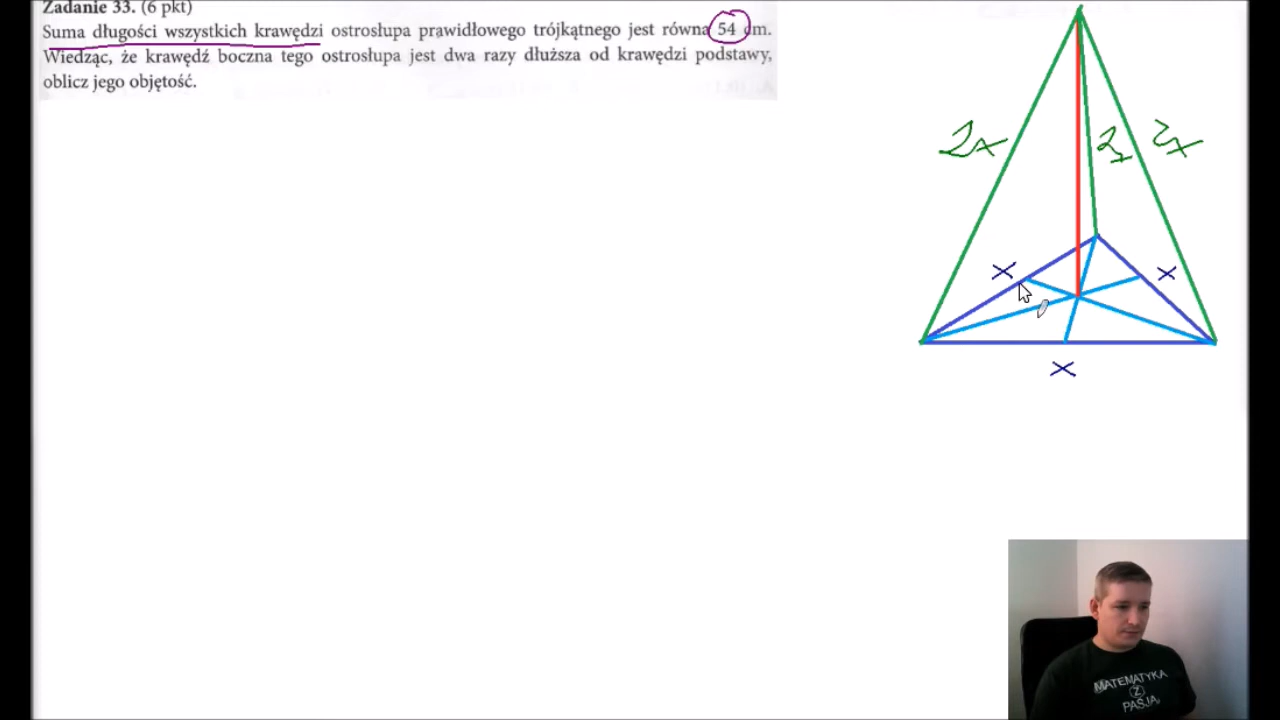 Zadanie 33. (6 pkt)
Suma długości wszystkich krawędzi ostrosłupa prawidłowego trójkątnego jest równa 54 dm.
Wiedząc, że krawędź boczna tego ostrosłupa jest dwa razy dłuższa od krawędzi podstawy,
oblicz jego objętość.
2x 2x 2x
x x
x
MATEMATYKA
Z
PASJĄ